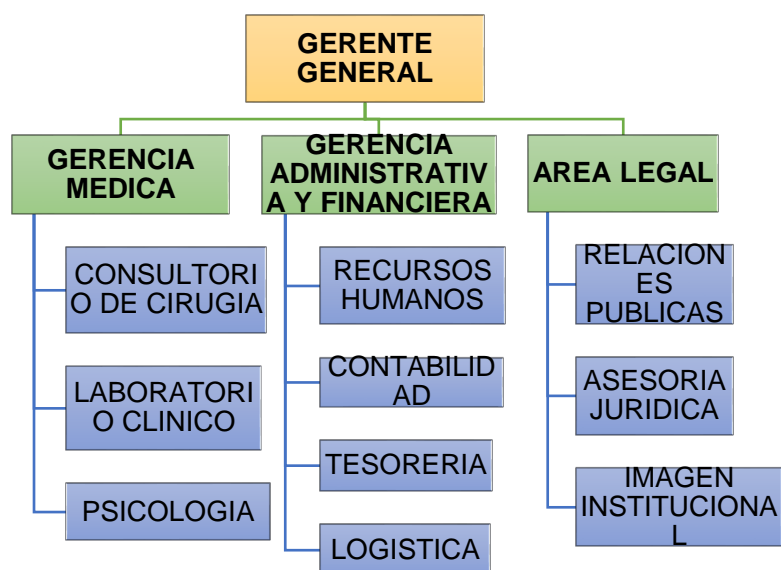 GERENTE
GENERAL
GERENCIA
MEDICA
CONSULTORI
O DE CIRUGIA
LABORATORI
O CLINICO
PSICOLOGIA
GERENCIA
ADMINISTRATIV
A Y FINANCIERA
RECURSOS
HUMANOS
CONTABILID
AD
TESORERIA
LOGISTICA
AREA LEGAL
RELACION
ES
PUBLICAS
ASESORIA
JURIDICA
IMAGEN
INSTITUCIONA
L